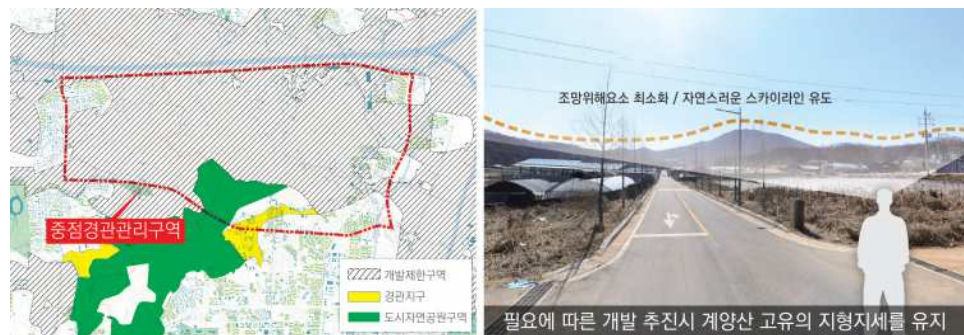 중점경관관리구역
개발제한구역
경관지구
도시자연공원구역
조망위해요소 최소화 / 자연스러운 스카이라인 유도
필요에 따른 개발 추진시 계양산 고유의 지형지세를 유지